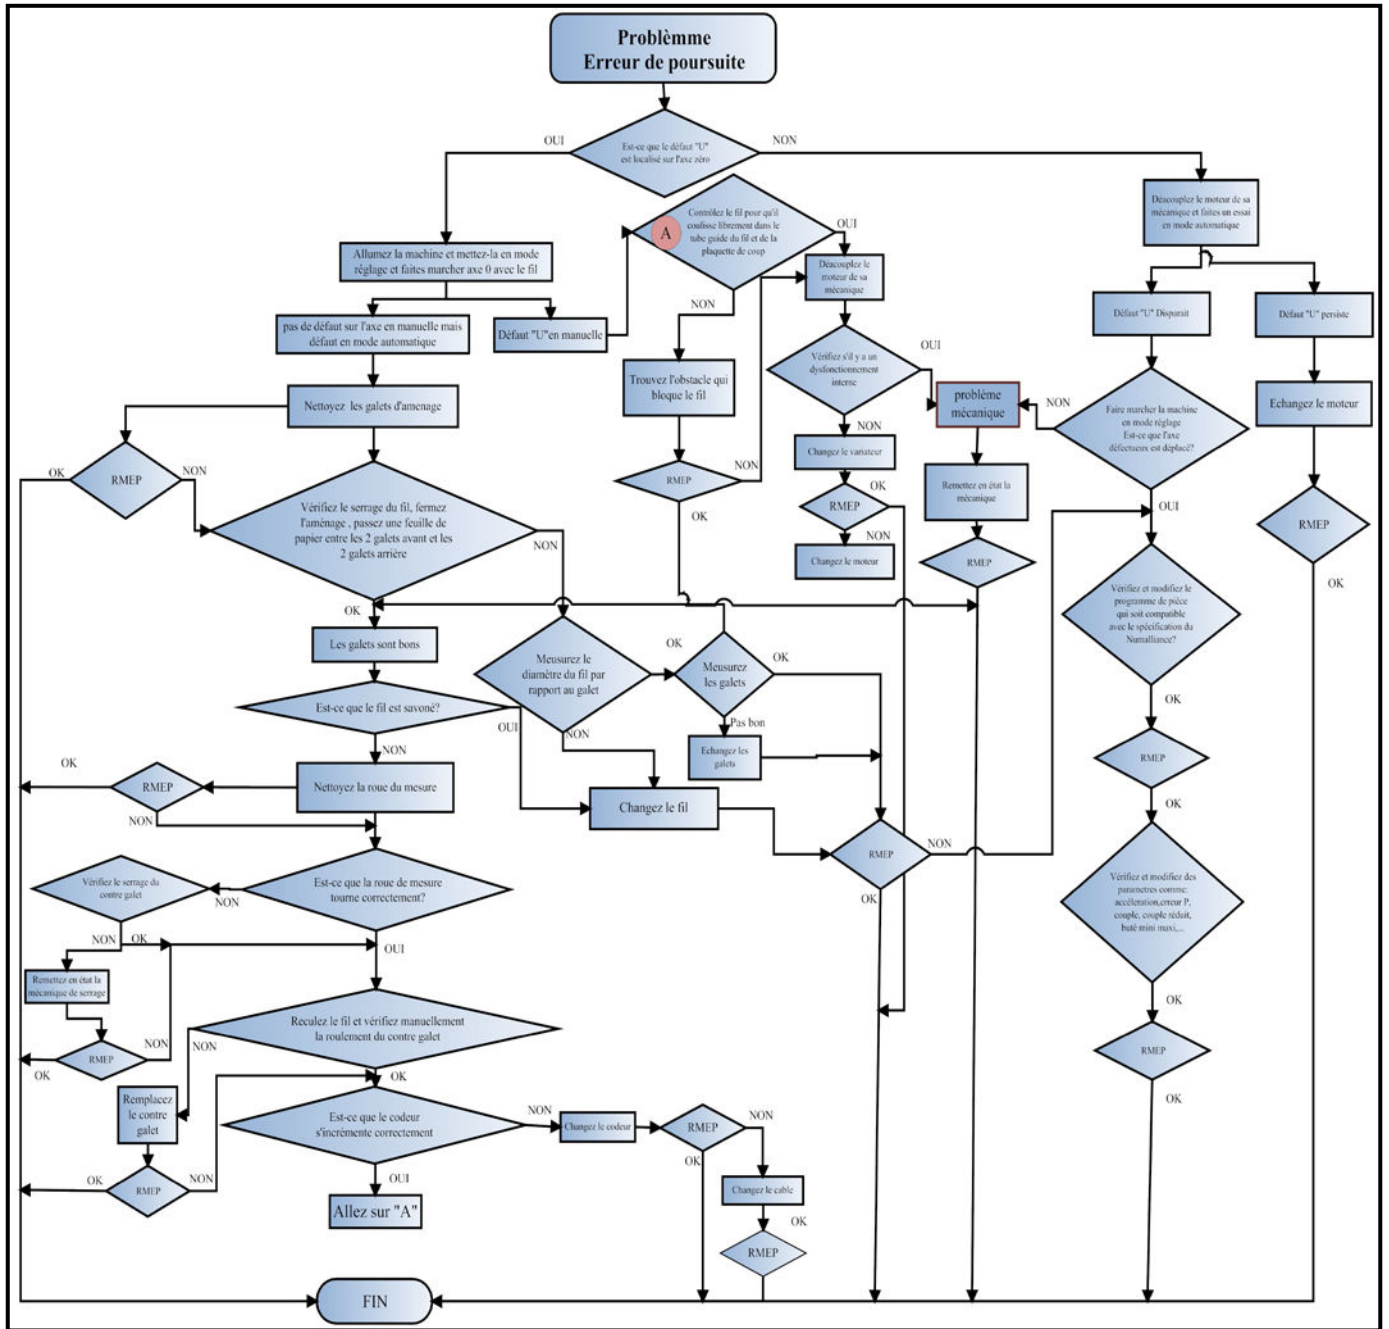 Problèmme
Erreur de poursuite
OUI
NON
Est-ce que le défaut "U"
est localisé sur l'axe zéro
Déacouplez le moteur de sa
mécanique et faites un essai
en mode automatique
A
Contrôlez le fil pour qu'il
coulisse librement dans le
tube guide du fil et de la
plaquette de coup
OUI
NON
Allumez la machine et mettez-la en mode
réglage et faites marcher axe 0 avec le fil
Déacouplez le
moteur de sa
mécanique
pas de défaut sur l'axe en manuelle mais
défaut en mode automatique
Défaut "U"en manuelle
Défaut "U" Disparait
Défaut "U" persiste
Vérifiez s'il y a un
dysfonctionnement
interne
OUI
NON
Trouvez l'obstacle qui
bloque le fil
problème
mécanique
NON
Faire marcher la machine
en mode réglage
Est-ce que l'axe
défectueux est déplacé?
OUI
Echangez le moteur
Nettoyez les galets d'amenage
OK
RMEP
NON
RMEP
NON
OK
Changez le variateur
OK
RMEP
NON
Changez le moteur
Remettez en état la
mécanique
RMEP
RMEP
OK
Vérifiez le serrage du fil, fermez
l'aménage , passez une feuille de
papier entre les 2 galets avant et les
2 galets arrière
NON
OK
Vérifiez et modifiez le
programme de pièce
qui soit compatible
avec le spécification du
Numalliance?
OK
Les galets sont bons
Meusurez le
diamètre du fil par
rapport au galet
OK
NON
Meusurez
les galets
OK
Pas bon
Est-ce que le fil est savoné?
OUI
NON
Echangez les
galets
RMEP
OK
OK
RMEP
NON
Nettoyez la roue du mesure
Changez le fil
RMEP
NON
OK
Vérifiez le serrage du
contre galet
NON
Est-ce que la roue de mesure
tourne correctement?
OUI
Vérifiez et modifiez des
parametres comme:
accéleration,erreur P,
couple, couple réduit,
buté mini maxi,...
OK
NON
OK
Remettez en état la
mécanique de serrage
RMEP
NON
OK
Reculez le fil et vérifiez manuellement
la roulement du contre galet
NON
OK
RMEP
OK
Remplacez
le contre
galet
Est-ce que le codeur
s'incrémente correctement
NON
Changez le codeur
RMEP
NON
OK
OK
RMEP
NON
OUI
Allez sur "A"
Changez le cable
OK
RMEP
FIN